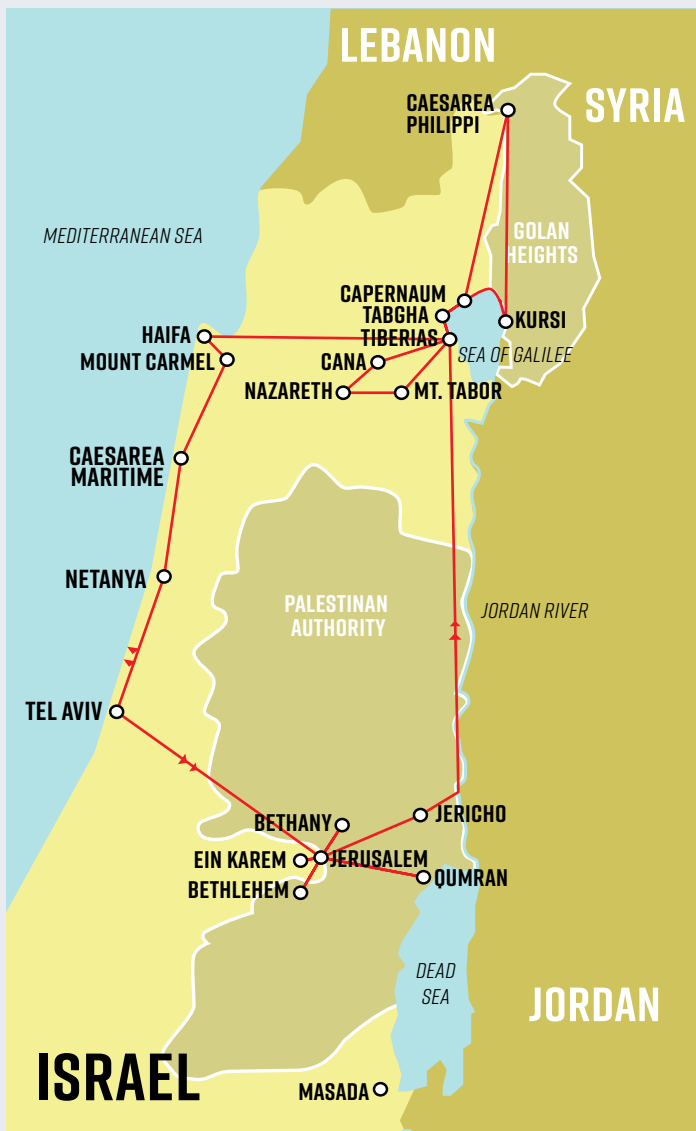 LEBANON
CAESAREA
PHILIPPI
SYRIA
MEDITERRANEAN SEA
GOLAN
HEIGHTS
CAPERNAUM
TABGHA
KURSI
HAIFA
TIBERIAS
SEA OF GALILEE
MOUNT CARMEL
CANA
NAZARETH
MT. TABOR
CAESAREA
MARITIME
NETANYA
PALESTINAN
AUTHORITY
JORDAN RIVER
TEL AVIV
JERICHO
BETHANY
EIN KAREM
JERUSALEM
QUMRAN
BETHLEHEM
DEAD
SEA
JORDAN
ISRAEL
MASADA